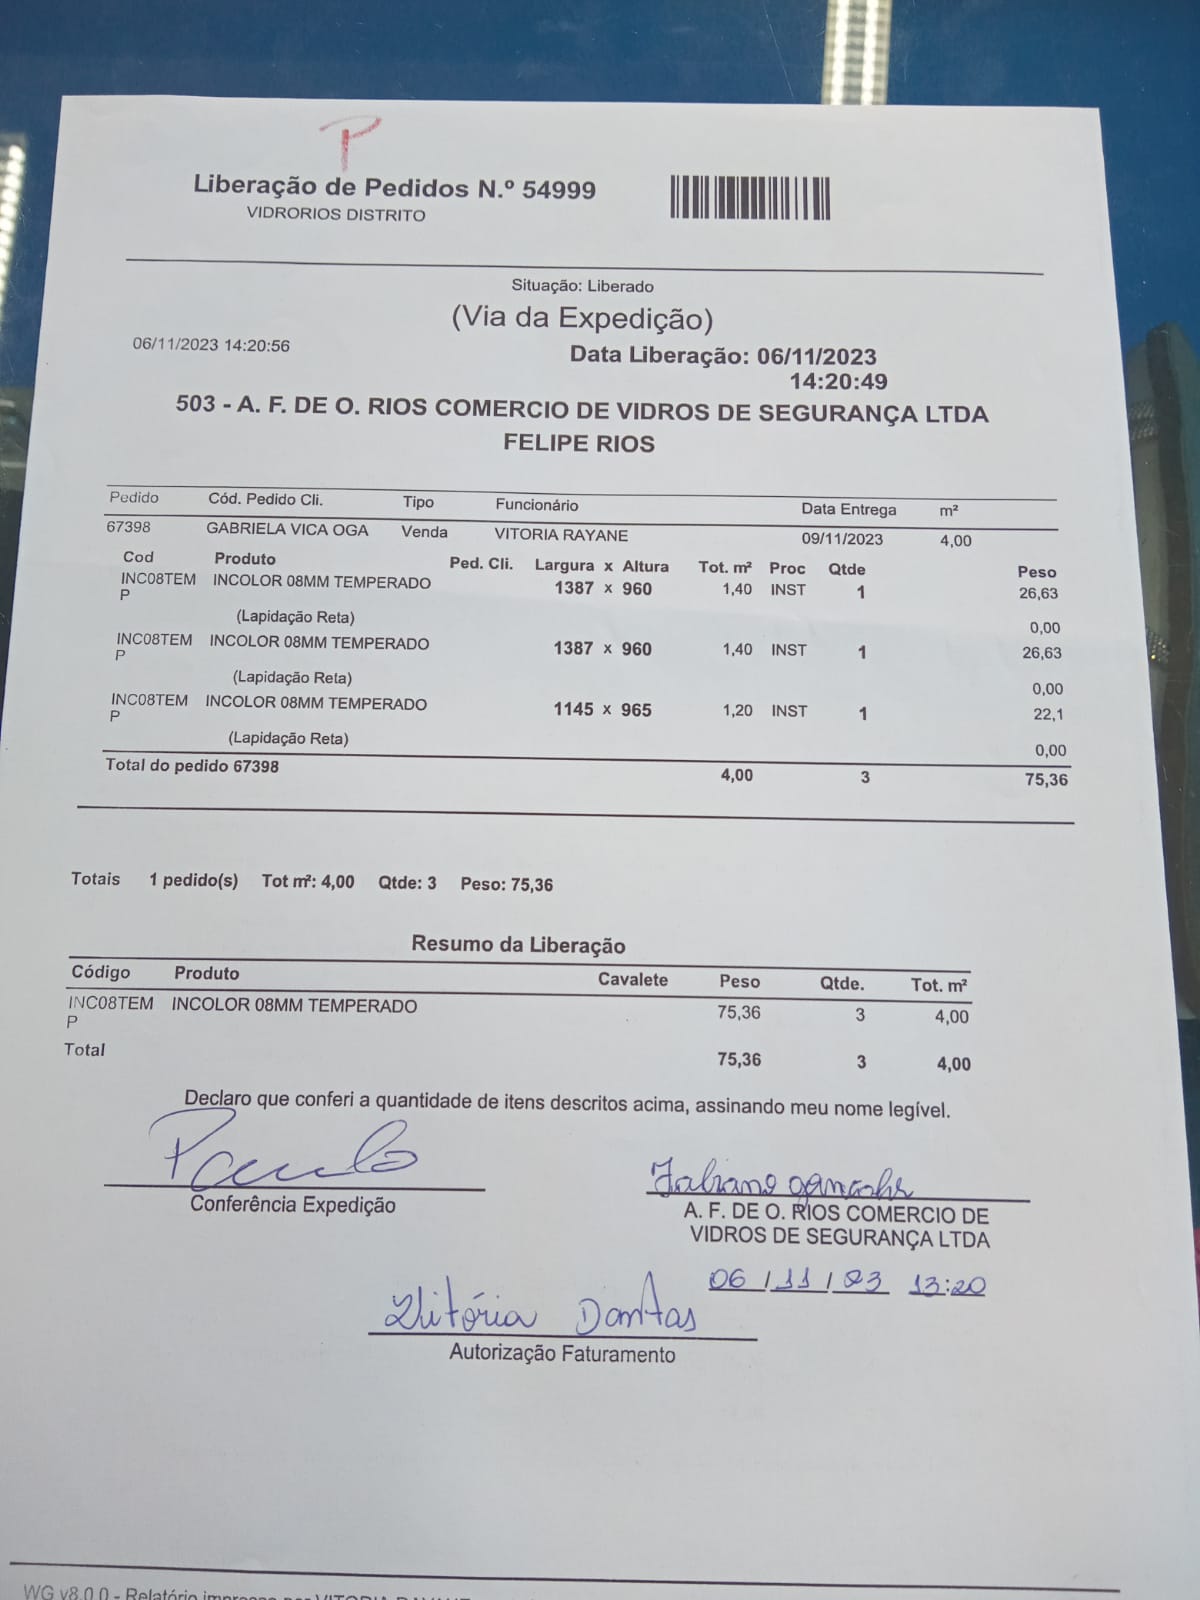 P
Liberação de Pedidos N.º 54999
VIDRORIOS DISTRITO
Situação: Liberado
(Via da Expedição)
06/11/2023 14:20:56
Data Liberação: 06/11/2023
14:20:49
503 - A. F. DE O. RIOS COMERCIO DE VIDROS DE SEGURANÇA LTDA
FELIPE RIOS
Pedido Cód. Pedido Cli. Tipo Funcionário Data Entrega m²
67398 GABRIELA VICA OGA Venda VITORIA RAYANE 09/11/2023 4,00
Cod Produto Ped. Cli. Largura x Altura Tot. m² Proc Qtde Peso
INC08TEM INCOLOR 08MM TEMPERADO 1387 x 960 1,40 INST 1 26,63
P
(Lapidação Reta) 0,00
INC08TEM INCOLOR 08MM TEMPERADO 1387 x 960 1,40 INST 1 26,63
P
(Lapidação Reta) 0,00
INC08TEM INCOLOR 08MM TEMPERADO 1145 x 965 1,20 INST 1 22,1
P
(Lapidação Reta) 0,00
Total do pedido 67398 4,00 3 75,36
Totais 1 pedido(s) Tot m²: 4,00 Qtde: 3 Peso: 75,36
Resumo da Liberação
Código Produto Cavalete Peso Qtde. Tot. m²
INC08TEM INCOLOR 08MM TEMPERADO 75,36 3 4,00
P
Total 75,36 3 4,00
Declaro que conferi a quantidade de itens descritos acima, assinando meu nome legível.
Paulo Fabiano
Conferência Expedição
A. F. DE O. RIOS COMERCIO DE
VIDROS DE SEGURANÇA LTDA
06/11/23 13:20
Vitória Dantas
Autorização Faturamento
WG v8.0.0 - Relatório impresso por VITORIA RAYANE